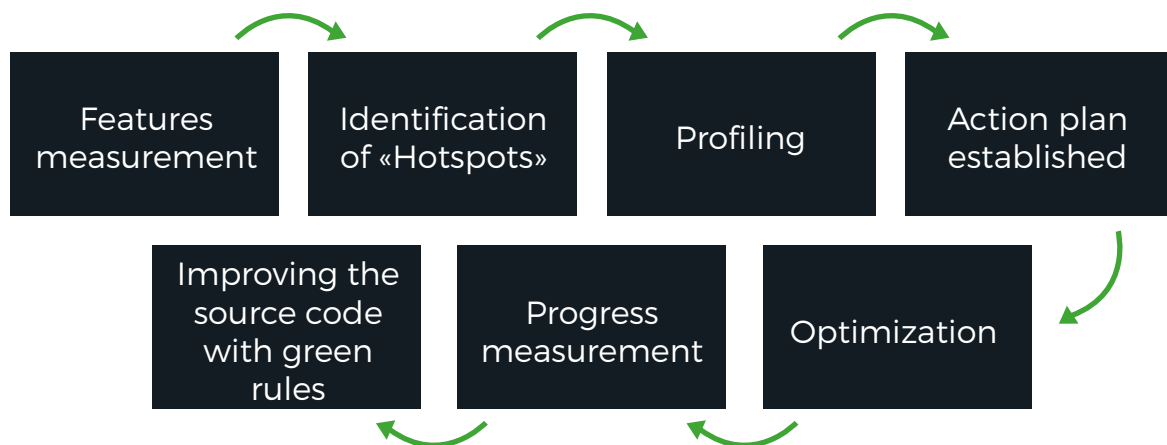 Features
measurement
Identification
of «Hotspots»
Profiling
Action plan
established
Optimization
Progress
measurement
Improving the
source code
with green
rules